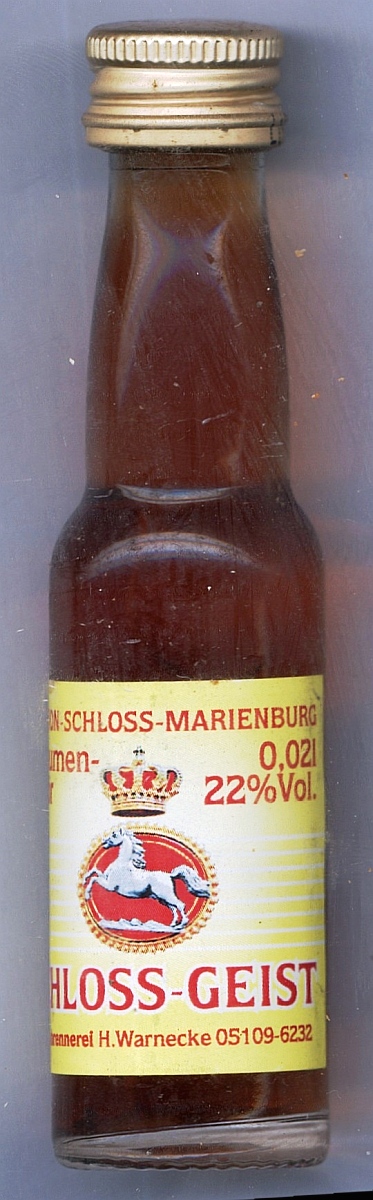 ON-SCHLOSS-MARIENBURG
umen-
r
0,02l
22%Vol.
HLOSS-GEIST
rennerei H.Warnecke 05109-6232